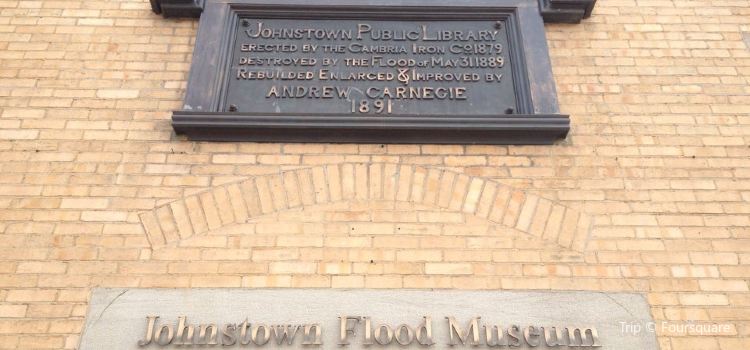 Johnstown Public Library
erected by the Cambria Iron Co. 1879
destroyed by the Flood of May 31 1889
Rebuilded Enlarged & Improved by
Andrew Carnegie
1891
Johnstown Flood Museum
Trip © Foursquare